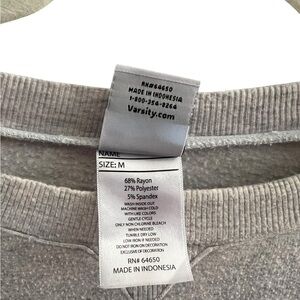 RN#64650
MADE IN INDONESIA
1-800-354-8264
Varsity.com
NAME
SIZE: M
68% Rayon
27% Polyester
5% Spandex
WASH INSIDE OUT
MACHINE WASH COLD
WITH LIKE COLORS
GENTLE CYCLE
ONLY NON CHLORINE BLEACH
WHEN NEEDED
TUMBLE DRY LOW
LOW IRON IF NEEDED
DO NOT IRON ON DECORATION
EXCLUSIVE OF DECORATION
RN# 64650
MADE IN INDONESIA